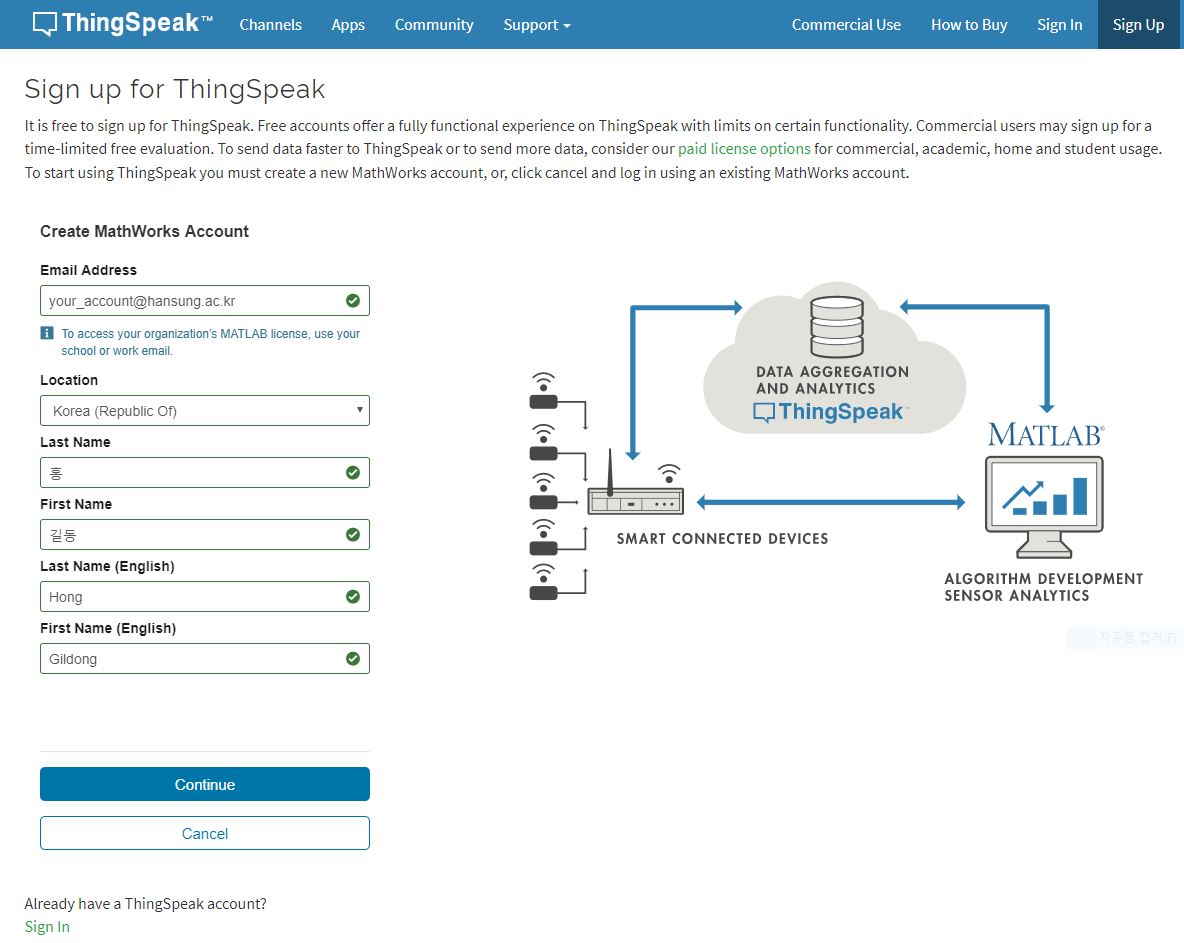 ThingSpeak™ Channels Apps Community Support Commercial Use How to Buy Sign In Sign Up
Sign up for ThingSpeak
It is free to sign up for ThingSpeak. Free accounts offer a fully functional experience on ThingSpeak with limits on certain functionality. Commercial users may sign up for a
time-limited free evaluation. To send data faster to ThingSpeak or to send more data, consider our paid license options for commercial, academic, home and student usage.
To start using ThingSpeak you must create a new MathWorks account, or, click cancel and log in using an existing MathWorks account.
Create MathWorks Account
Email Address
your_account@hansung.ac.kr
To access your organization's MATLAB license, use your
school or work email.
Location
Korea (Republic Of)
Last Name
홍
First Name
길동
Last Name (English)
Hong
First Name (English)
Gildong
Continue
Cancel
Already have a ThingSpeak account?
Sign In
DATA AGGREGATION
AND ANALYTICS
ThingSpeak™
MATLAB®
SMART CONNECTED DEVICES
ALGORITHM DEVELOPMENT
SENSOR ANALYTICS
자유형 캡처(F)